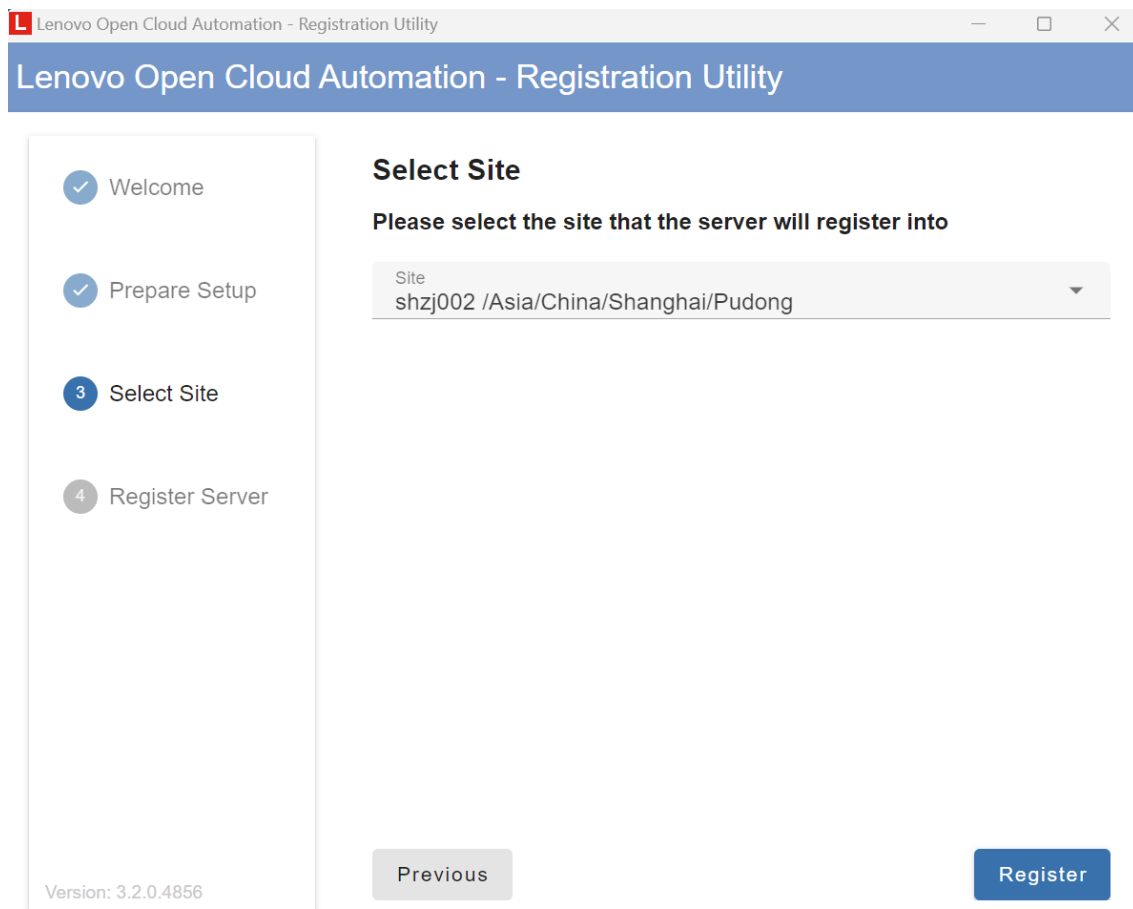 L Lenovo Open Cloud Automation - Registration Utility
Lenovo Open Cloud Automation - Registration Utility
Welcome
Prepare Setup
3 Select Site
4 Register Server
Version: 3.2.0.4856
Select Site
Please select the site that the server will register into
Site
shzj002 /Asia/China/Shanghai/Pudong
Previous
Register